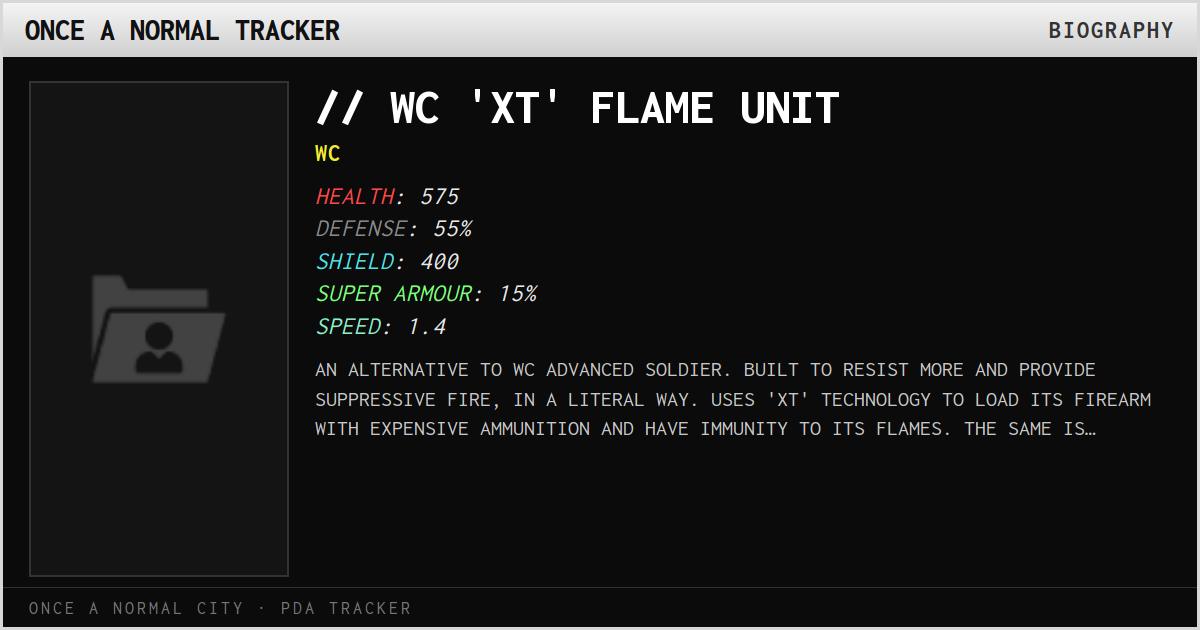 ONCE A NORMAL TRACKER
BIOGRAPHY
// WC 'XT' FLAME UNIT
WC
HEALTH: 575
DEFENSE: 55%
SHIELD: 400
SUPER ARMOUR: 15%
SPEED: 1.4
AN ALTERNATIVE TO WC ADVANCED SOLDIER. BUILT TO RESIST MORE AND PROVIDE
SUPPRESSIVE FIRE, IN A LITERAL WAY. USES 'XT' TECHNOLOGY TO LOAD ITS FIREARM
WITH EXPENSIVE AMMUNITION AND HAVE IMMUNITY TO ITS FLAMES. THE SAME IS…
ONCE A NORMAL CITY · PDA TRACKER